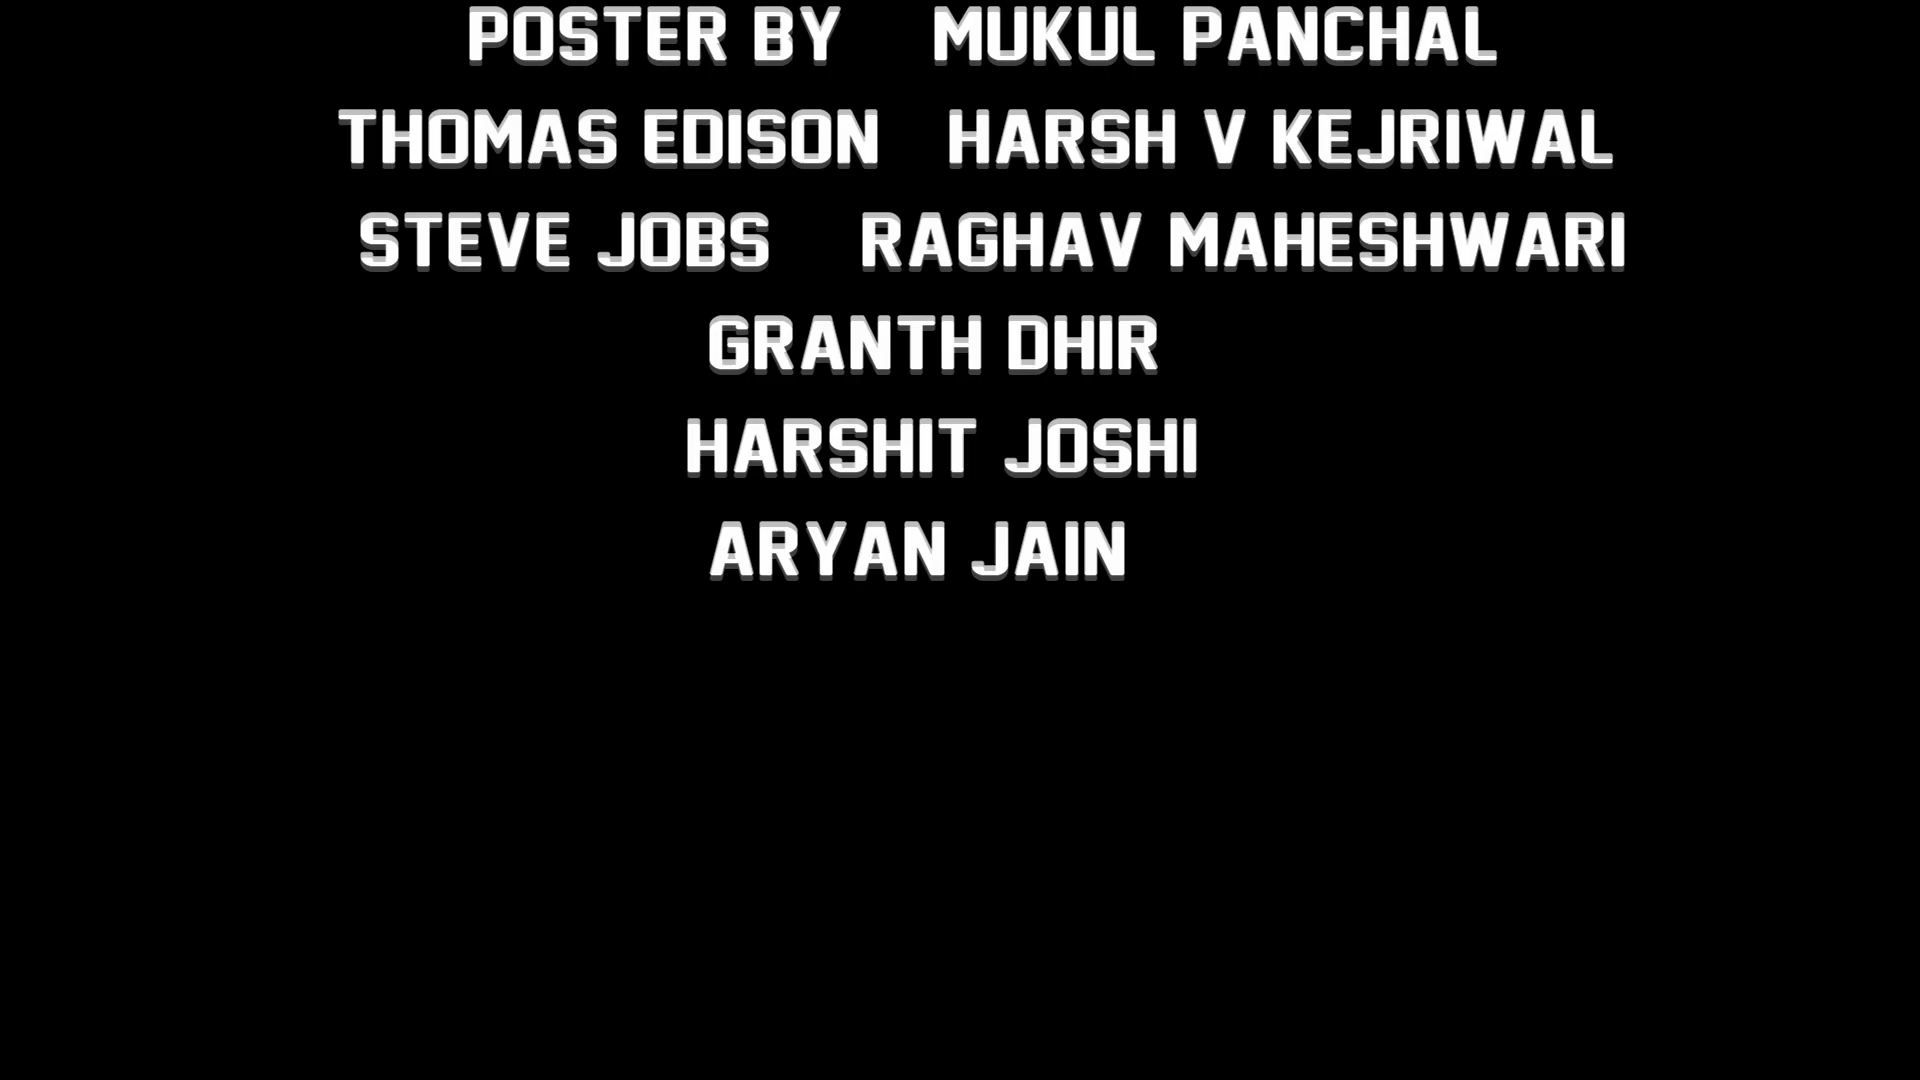 POSTER BY MUKUL PANCHAL
THOMAS EDISON HARSH V KEJRIWAL
STEVE JOBS RAGHAV MAHESHWARI
GRANTH DHIR
HARSHIT JOSHI
ARYAN JAIN